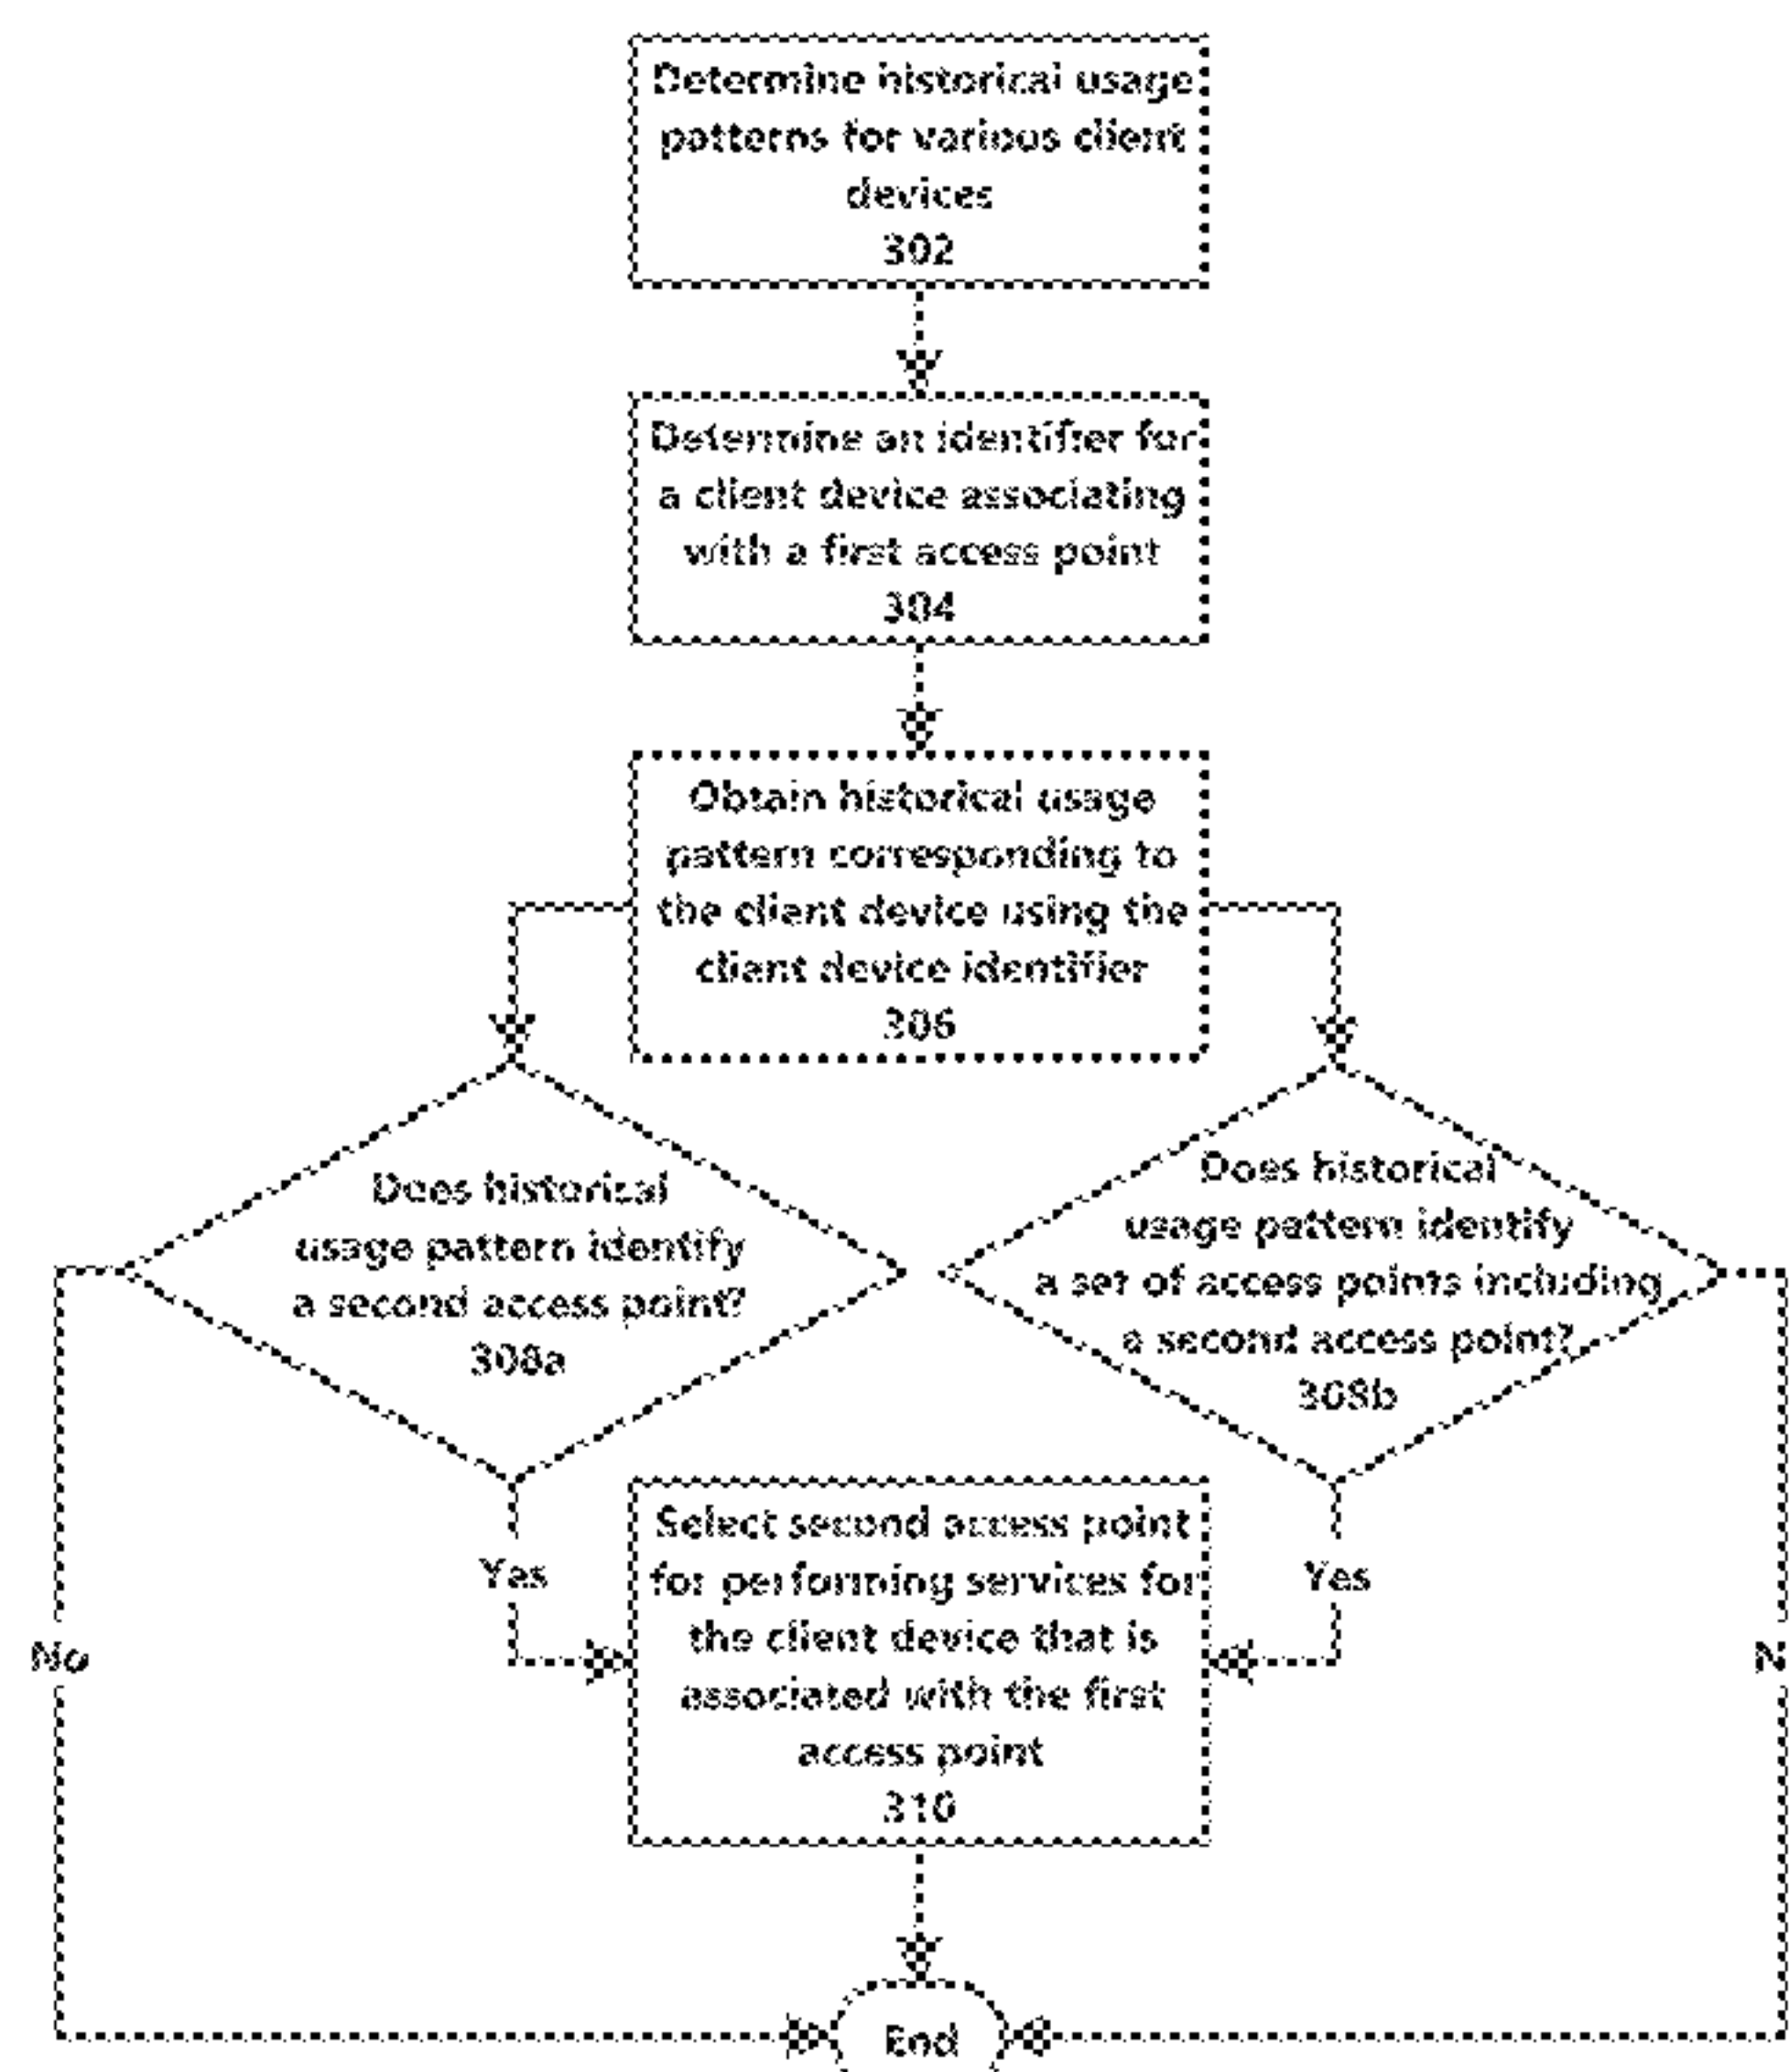 Determine historical usage
patterns for various client
devices
302
Determine an identifier for
a client device associating
with a first access point
304
Obtain historical usage
pattern corresponding to
the client device using the
client device identifier
306
Does historical
usage pattern identify
a second access point?
308a
Does historical
usage pattern identify
a set of access points including
a second access point?
308b
Yes
Yes
Select second access point
for performing services for
the client device that is
associated with the first
access point
310
No
N
End